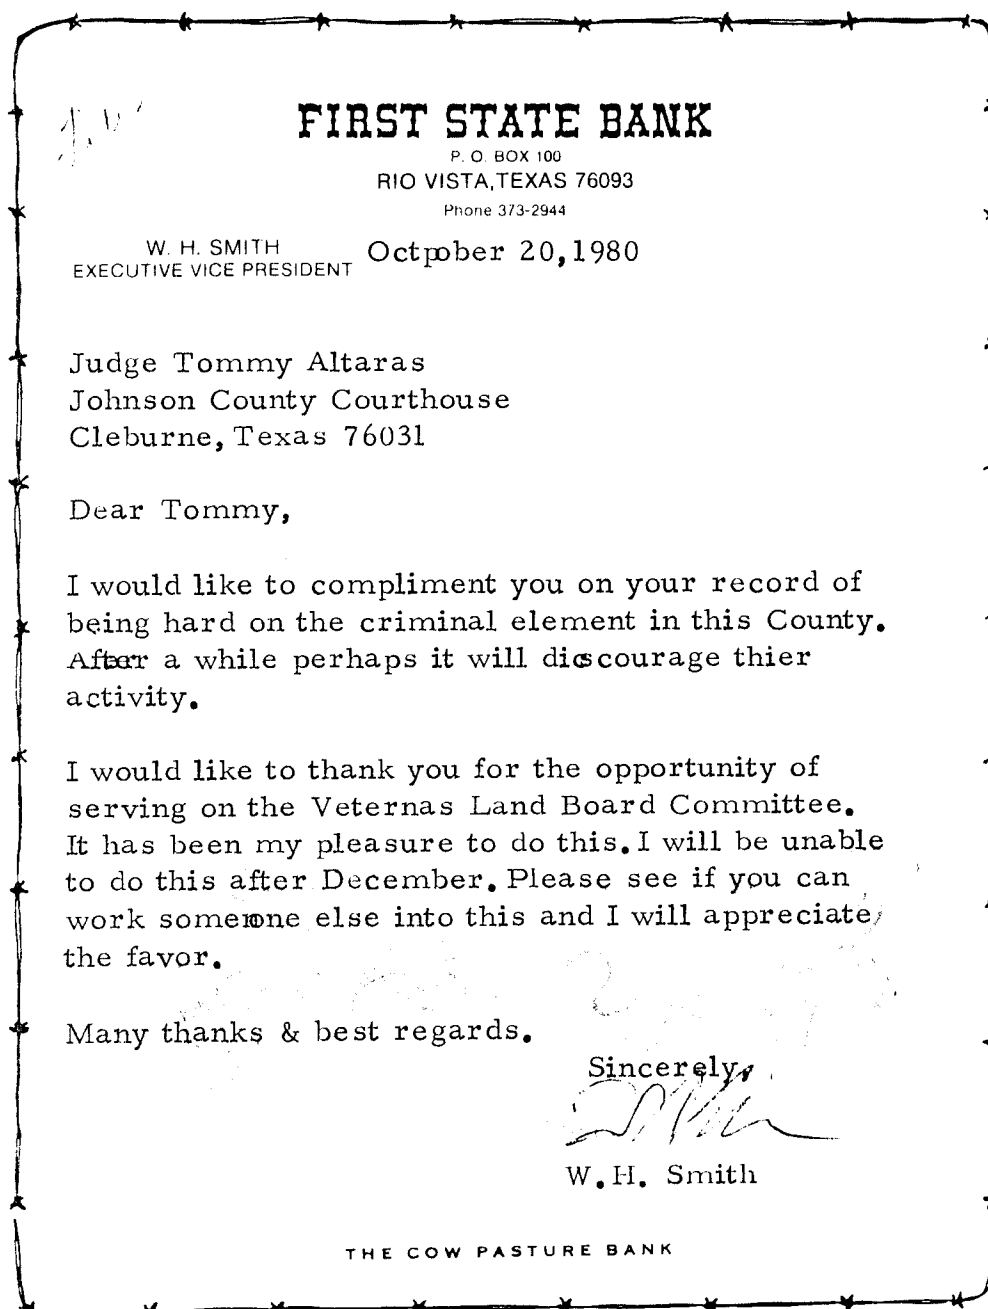 FIRST STATE BANK
P. O. BOX 100
RIO VISTA, TEXAS 76093
Phone 373-2944
W. H. SMITH
EXECUTIVE VICE PRESIDENT
October 20, 1980
Judge Tommy Altaras
Johnson County Courthouse
Cleburne, Texas 76031
Dear Tommy,
I would like to compliment you on your record of
being hard on the criminal element in this County.
After a while perhaps it will discourage thier
activity.
I would like to thank you for the opportunity of
serving on the Veternas Land Board Committee.
It has been my pleasure to do this. I will be unable
to do this after December. Please see if you can
work someone else into this and I will appreciate
the favor.
Many thanks & best regards.
Sincerely,
W. H. Smith
THE COW PASTURE BANK